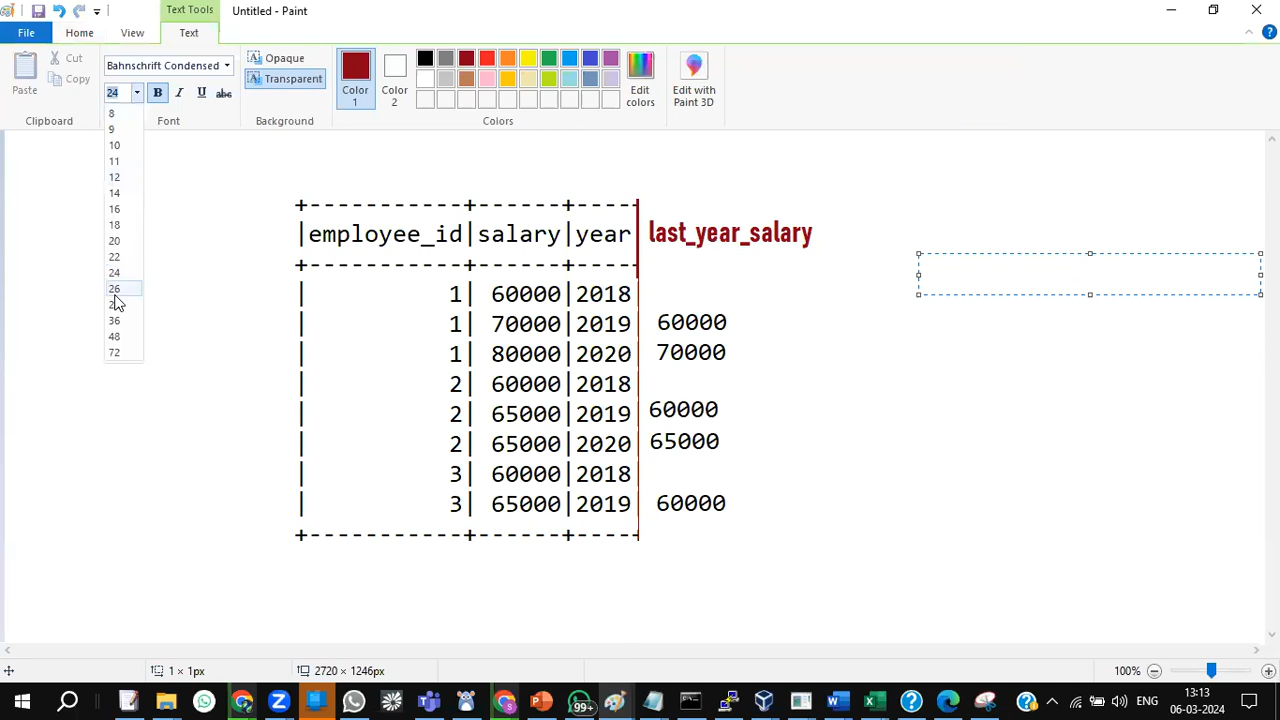 Text Tools
Untitled - Paint
File
Home
View
Text
Paste
Cut
Copy
Clipboard
Bahnschrift Condensed
24
B
I
U
abc
Font
8
9
10
11
12
14
16
18
20
22
24
26
36
48
72
Opaque
Transparent
Background
Color 1
Color 2
Edit colors
Colors
Edit with Paint 3D
+-----------+------+----+
|employee_id|salary|year| last_year_salary
+-----------+------+----+
| 1| 60000|2018|
| 1| 70000|2019| 60000
| 1| 80000|2020| 70000
| 2| 60000|2018|
| 2| 65000|2019| 60000
| 2| 65000|2020| 65000
| 3| 60000|2018|
| 3| 65000|2019| 60000
+-----------+------+----+
1 × 1px
2720 × 1246px
100%
99+
ENG
13:13
06-03-2024